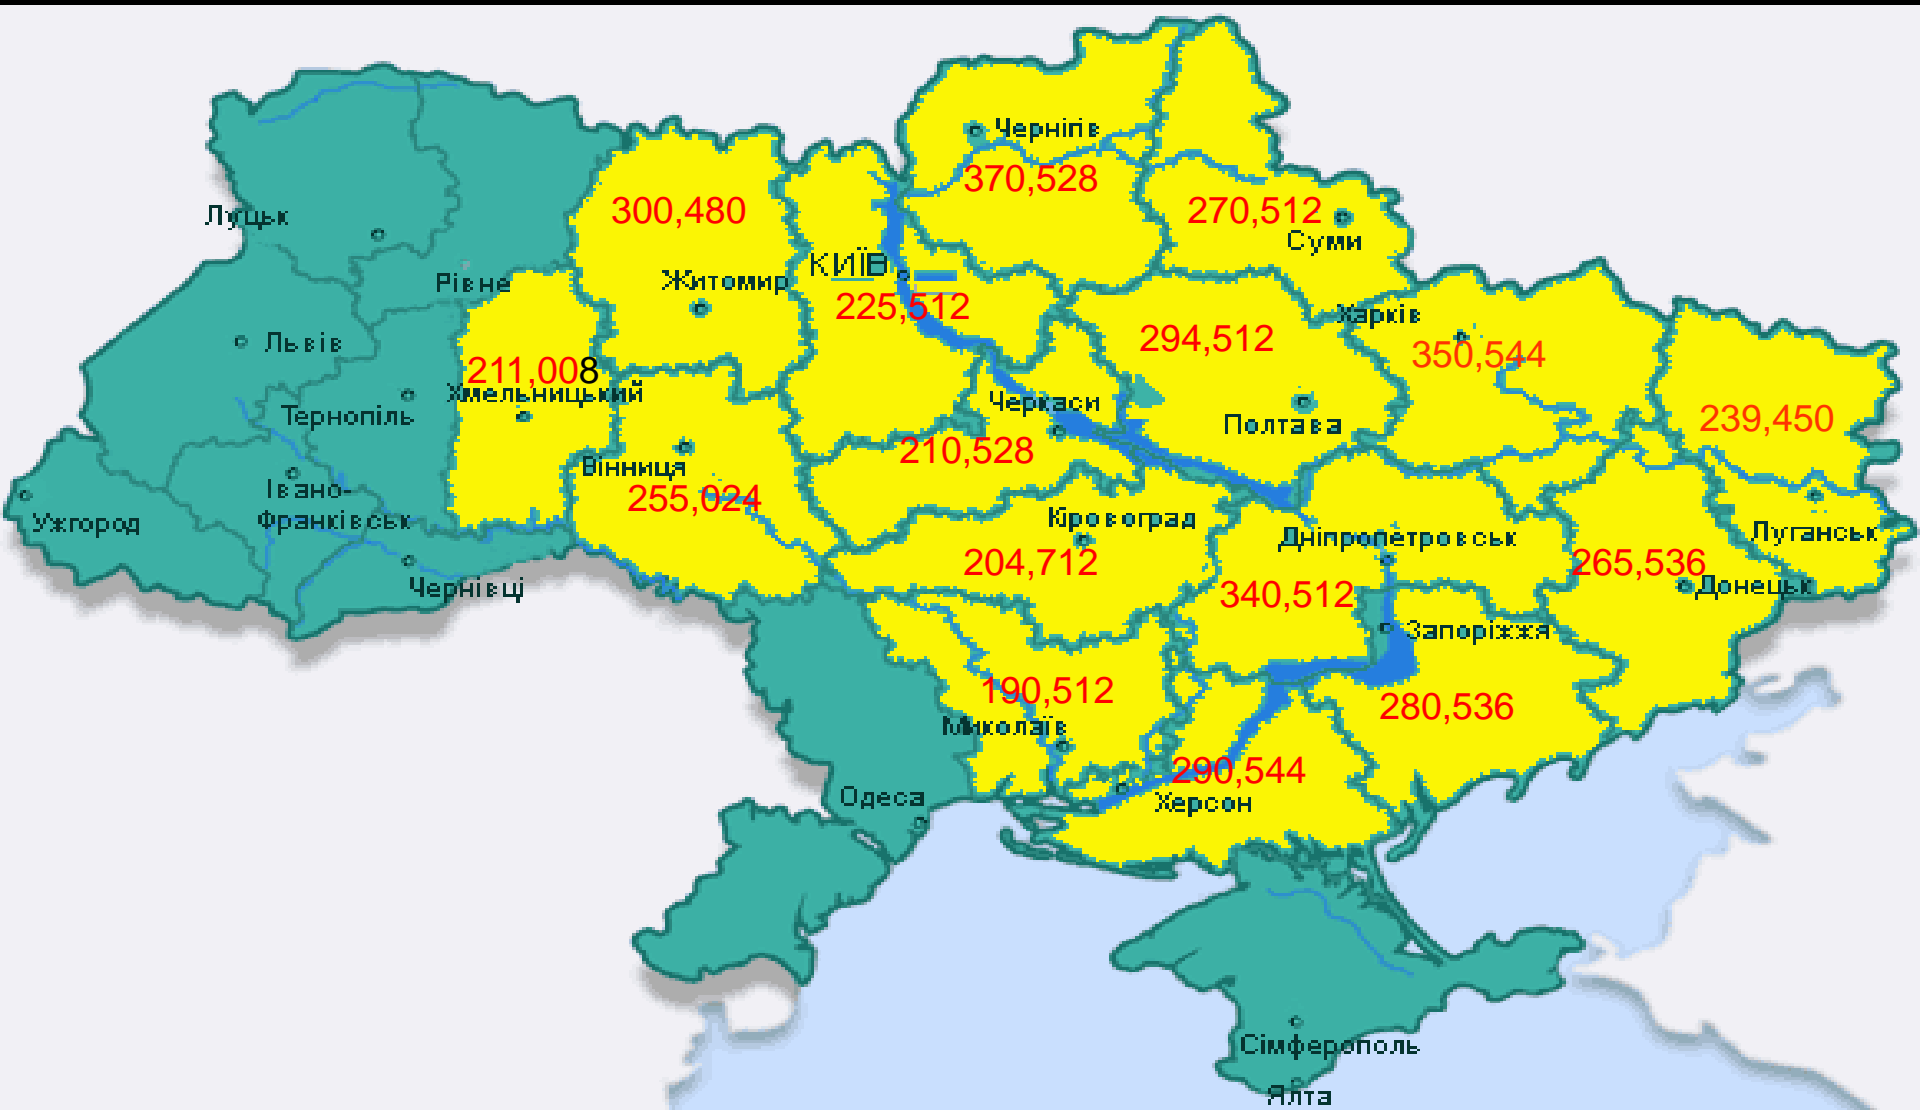 Чернігів
370,528
Луцьк
300,480
270,512
Суми
КИЇВ
Рівне
Житомир
225,512
Харків
Львів
294,512
350,544
211,008
Хмельницький
Тернопіль
Черкаси
Полтава
239,450
210,528
Вінниця
255,024
Івано-
Франківськ
Ужгород
Кіровоград
Дніпропетровськ
Луганськ
204,712
265,536
Донецьк
Чернівці
340,512
Запоріжжя
190,512
280,536
Миколаїв
290,544
Одеса
Херсон
Сімферополь
Ялта